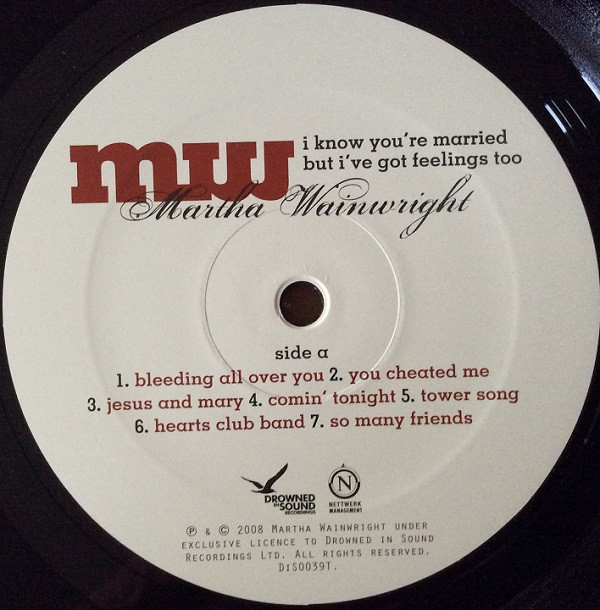 mw
i know you're married
but i've got feelings too
Martha Wainwright
side a
1. bleeding all over you 2. you cheated me
3. jesus and mary 4. comin' tonight 5. tower song
6. hearts club band 7. so many friends
DROWNED
IN SOUND
RECORDINGS
N
NETTWERK
MANAGEMENT
℗ & © 2008 Martha Wainwright under
exclusive licence to Drowned in Sound
Recordings Ltd. All rights reserved.
DiS0039T.